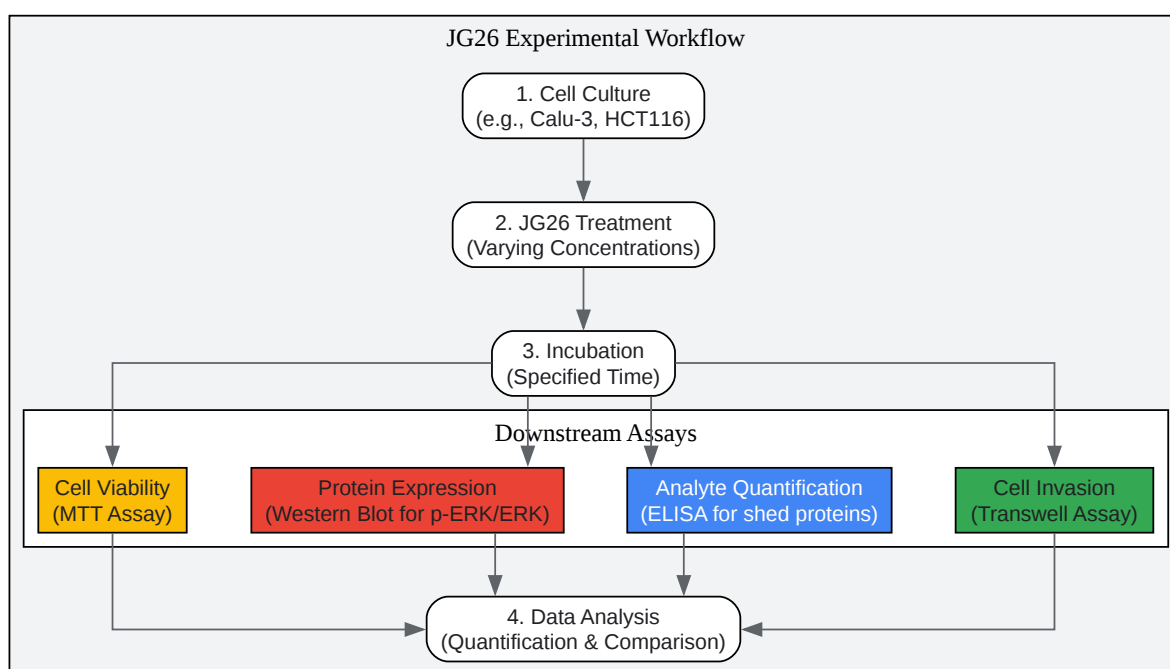 JG26 Experimental Workflow
1. Cell Culture
(e.g., Calu-3, HCT116)
2. JG26 Treatment
(Varying Concentrations)
3. Incubation
(Specified Time)
Downstream Assays
Cell Viability
(MTT Assay)
Protein Expression
(Western Blot for p-ERK/ERK)
Analyte Quantification
(ELISA for shed proteins)
Cell Invasion
(Transwell Assay)
4. Data Analysis
(Quantification & Comparison)